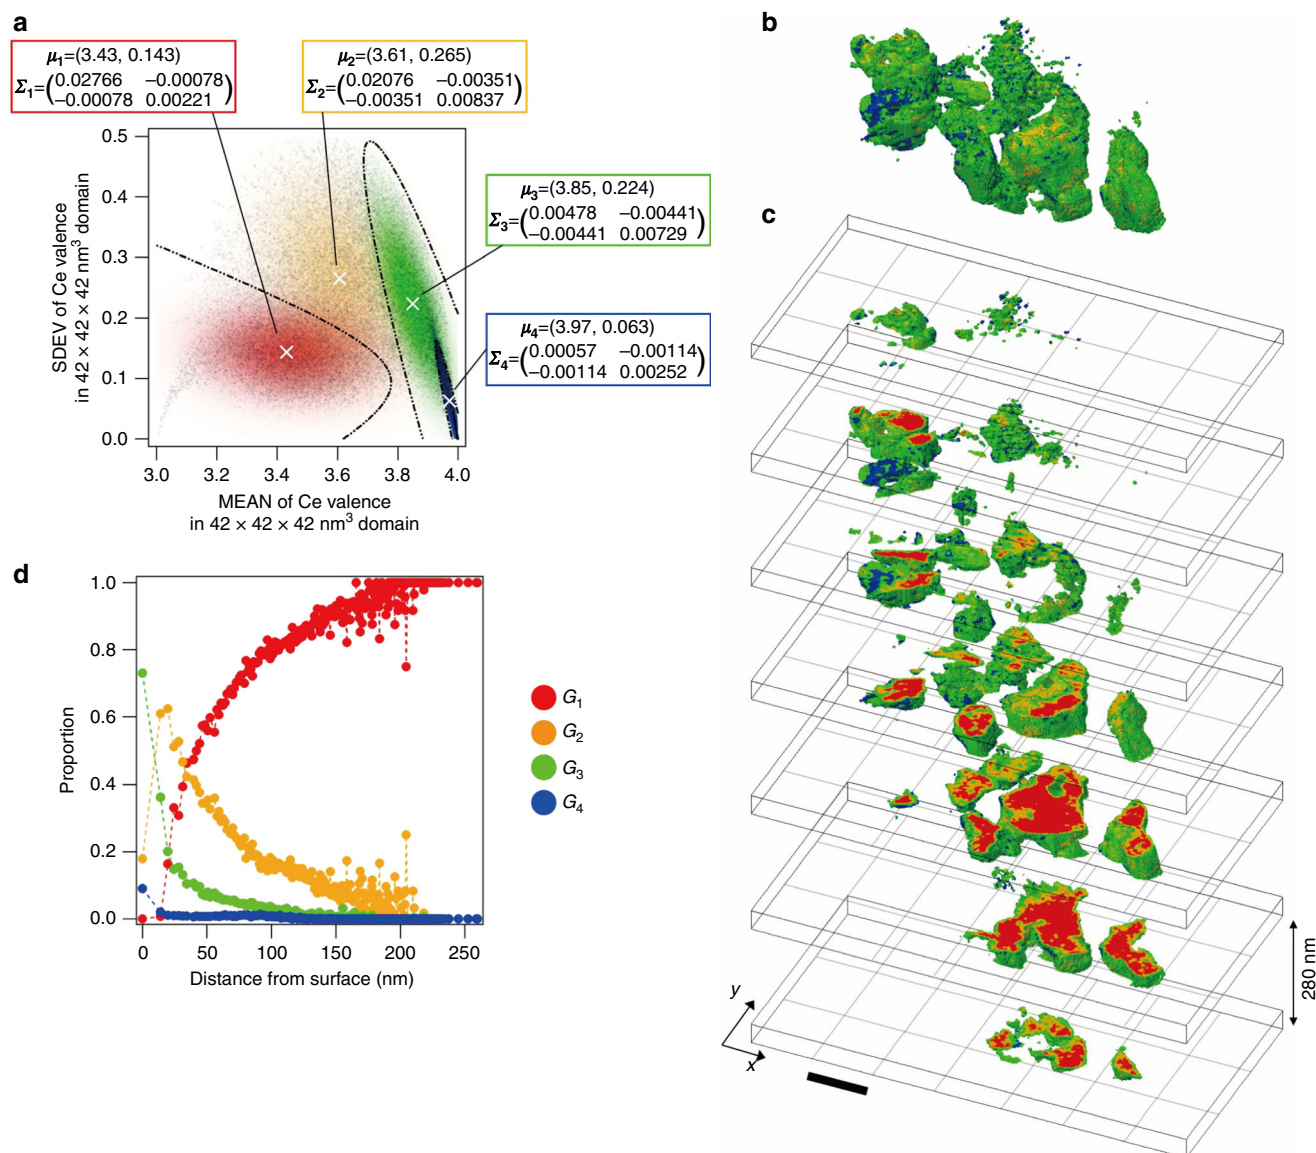 a
μ1=(3.43, 0.143)
Σ1=(0.02766 −0.00078
−0.00078 0.00221)
μ2=(3.61, 0.265)
Σ2=(0.02076 −0.00351
−0.00351 0.00837)
μ3=(3.85, 0.224)
Σ3=(0.00478 −0.00441
−0.00441 0.00729)
μ4=(3.97, 0.063)
Σ4=(0.00057 −0.00114
−0.00114 0.00252)
SDEV of Ce valence
in 42 × 42 × 42 nm³ domain
0.5
0.4
0.3
0.2
0.1
0.0
3.0 3.2 3.4 3.6 3.8 4.0
MEAN of Ce valence
in 42 × 42 × 42 nm³ domain
b
c
280 nm
y
x
d
Proportion
1.0
0.8
0.6
0.4
0.2
0.0
0 50 100 150 200 250
Distance from surface (nm)
G1
G2
G3
G4